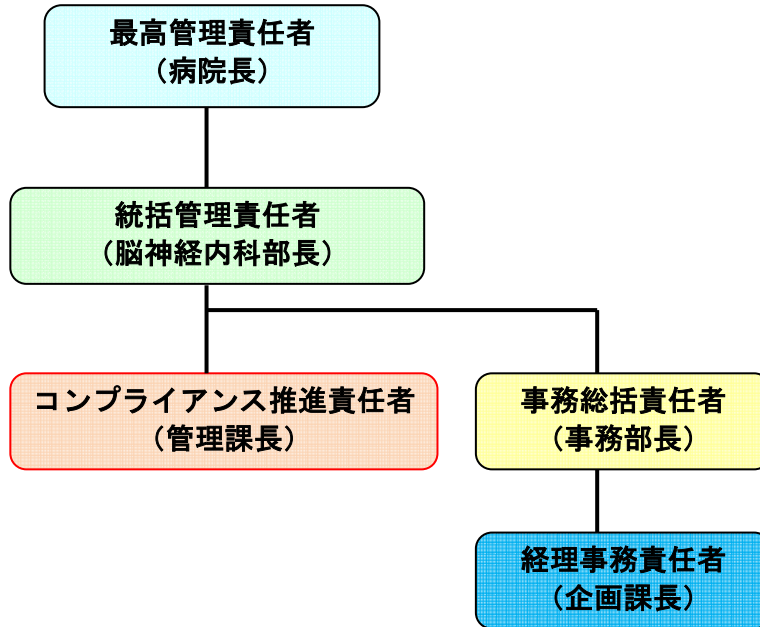 最高管理責任者
（病院長）
統括管理責任者
（脳神経内科部長）
コンプライアンス推進責任者
（管理課長）
事務総括責任者
（事務部長）
経理事務責任者
（企画課長）